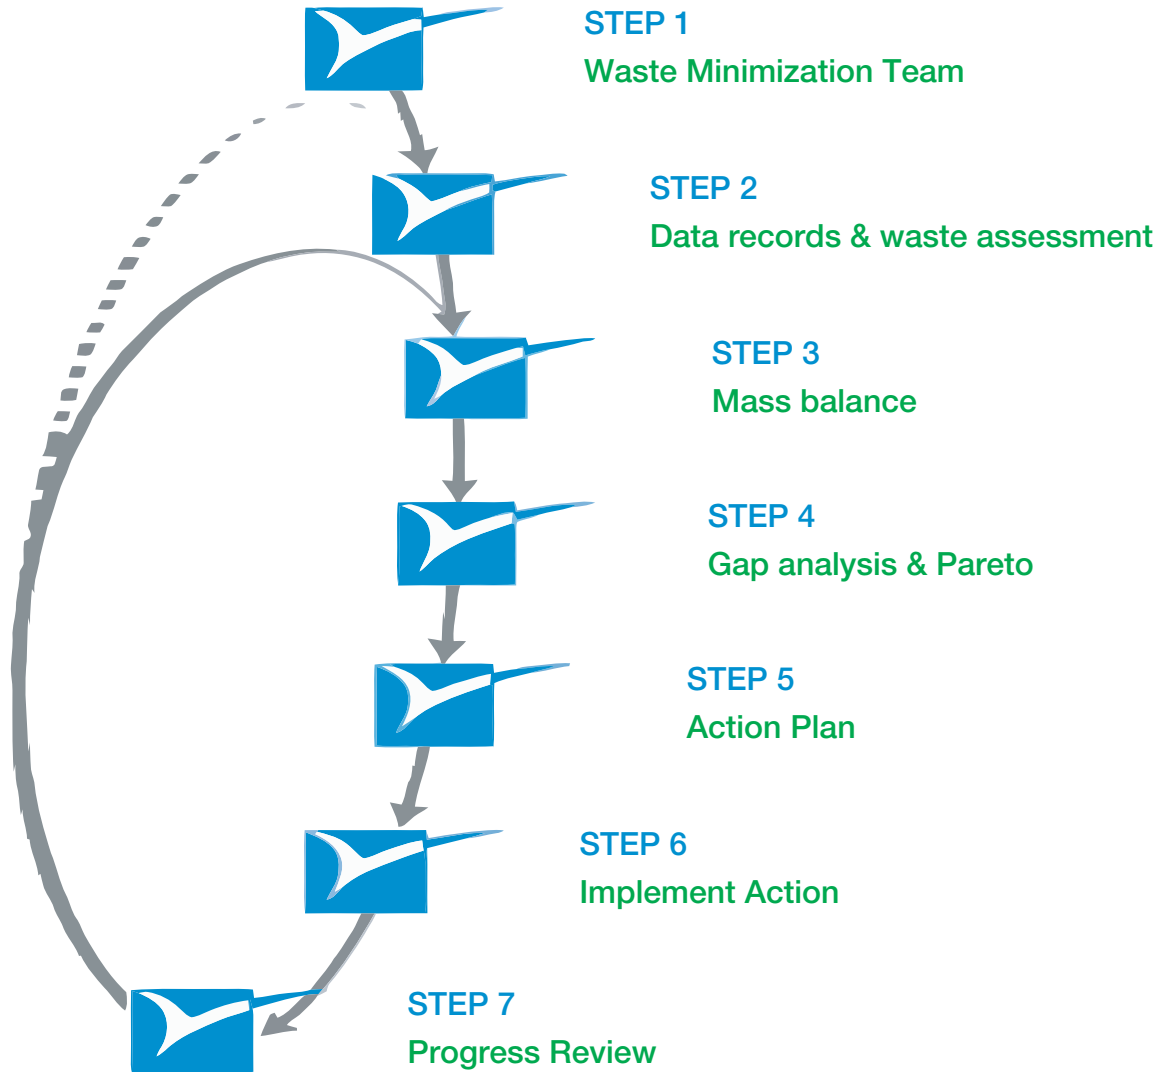 STEP 1
Waste Minimization Team
STEP 2
Data records & waste assessment
STEP 3
Mass balance
STEP 4
Gap analysis & Pareto
STEP 5
Action Plan
STEP 6
Implement Action
STEP 7
Progress Review